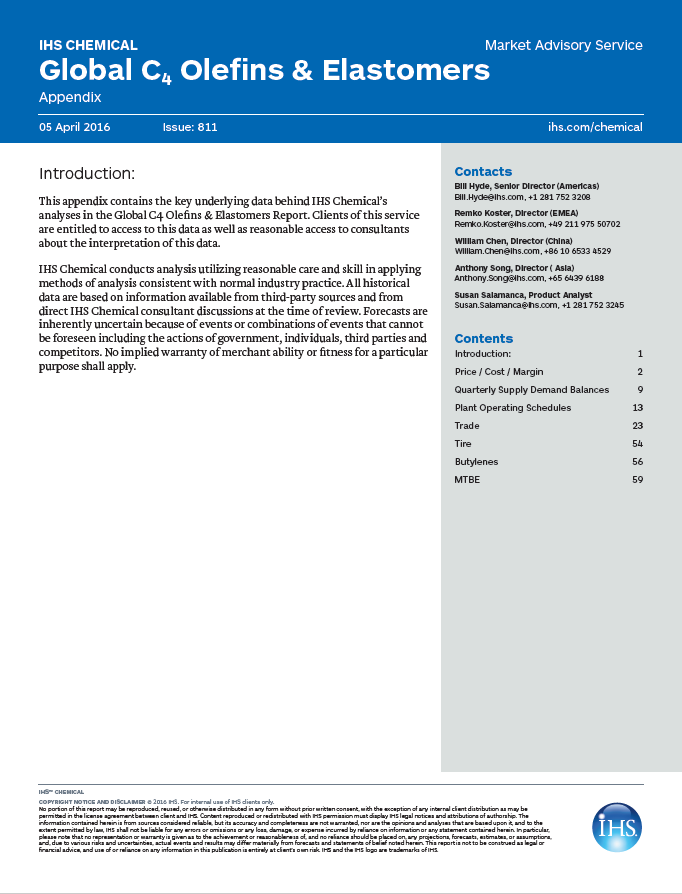 IHS CHEMICAL
Market Advisory Service
Global C4 Olefins & Elastomers
Appendix
05 April 2016
Issue: 811
ihs.com/chemical
Introduction:
This appendix contains the key underlying data behind IHS Chemical's
analyses in the Global C4 Olefins & Elastomers Report. Clients of this service
are entitled to access to this data as well as reasonable access to consultants
about the interpretation of this data.
IHS Chemical conducts analysis utilizing reasonable care and skill in applying
methods of analysis consistent with normal industry practice. All historical
data are based on information available from third-party sources and from
direct IHS Chemical consultant discussions at the time of review. Forecasts are
inherently uncertain because of events or combinations of events that cannot
be foreseen including the actions of government, individuals, third parties and
competitors. No implied warranty of merchant ability or fitness for a particular
purpose shall apply.
Contacts
Bill Hyde, Senior Director (Americas)
Bill.Hyde@ihs.com, +1 281 752 3208
Remko Koster, Director (EMEA)
Remko.Koster@ihs.com, +49 211 975 50702
William Chen, Director (China)
William.Chen@ihs.com, +86 10 6533 4529
Anthony Song, Director ( Asia)
Anthony.Song@ihs.com, +65 6439 6188
Susan Salamanca, Product Analyst
Susan.Salamanca@ihs.com, +1 281 752 3245
Contents
Introduction: 1
Price / Cost / Margin 2
Quarterly Supply Demand Balances 9
Plant Operating Schedules 13
Trade 23
Tire 54
Butylenes 56
MTBE 59
IHS™ CHEMICAL
COPYRIGHT NOTICE AND DISCLAIMER © 2016 IHS. For internal use of IHS clients only.
No portion of this report may be reproduced, reused, or otherwise distributed in any form without prior written consent, with the exception of any internal client distribution as may be
permitted in the license agreement between client and IHS. Content reproduced or redistributed with IHS permission must display IHS legal notices and attributions of authorship. The
information contained herein is from sources considered reliable, but its accuracy and completeness are not warranted, nor are the opinions and analyses that are based upon it, and to the
extent permitted by law, IHS shall not be liable for any errors or omissions or any loss, damage, or expense incurred by reliance on information or any statement contained herein. In particular,
please note that no representation or warranty is given as to the achievement or reasonableness of, and no reliance should be placed on, any projections, forecasts, estimates, or assumptions,
and, due to various risks and uncertainties, actual events and results may differ materially from forecasts and statements of belief noted herein. This report is not to be construed as legal or
financial advice, and use of or reliance on any information in this publication is entirely at client's own risk. IHS and the IHS logo are trademarks of IHS.
IHS